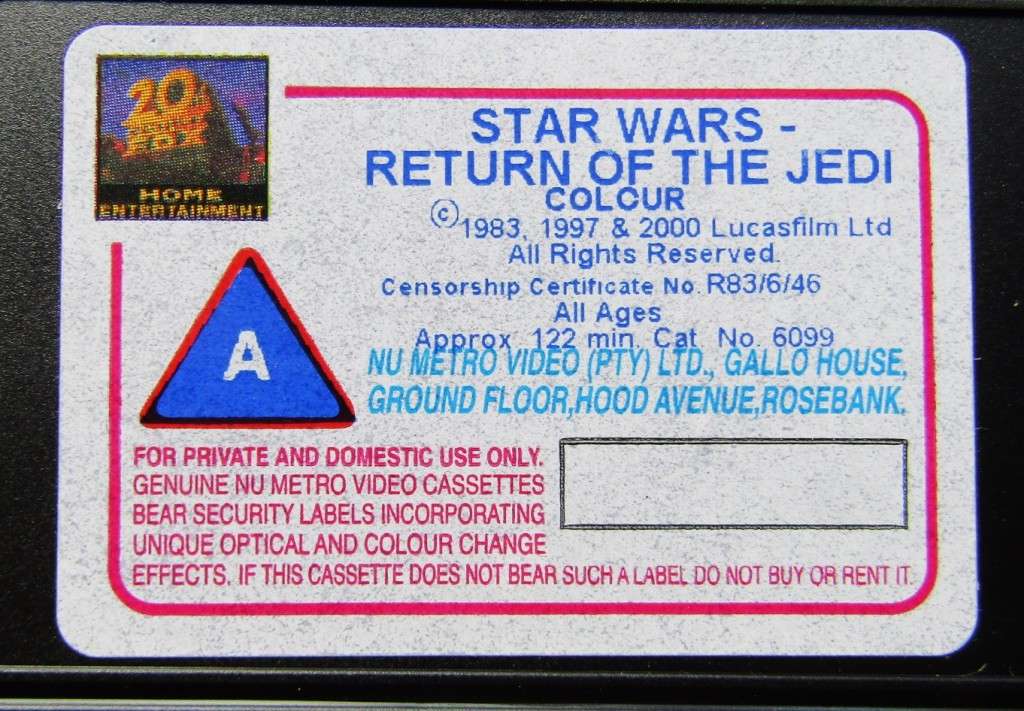 20th
CENTURY
FOX
HOME
ENTERTAINMENT
STAR WARS -
RETURN OF THE JEDI
COLOUR
©1983, 1997 & 2000 Lucasfilm Ltd
All Rights Reserved.
Censorship Certificate No. R83/6/46
All Ages
Approx. 122 min. Cat. No. 6099
NU METRO VIDEO (PTY) LTD., GALLO HOUSE,
GROUND FLOOR,HOOD AVENUE,ROSEBANK.
A
FOR PRIVATE AND DOMESTIC USE ONLY.
GENUINE NU METRO VIDEO CASSETTES
BEAR SECURITY LABELS INCORPORATING
UNIQUE OPTICAL AND COLOUR CHANGE
EFFECTS. IF THIS CASSETTE DOES NOT BEAR SUCH A LABEL DO NOT BUY OR RENT IT.